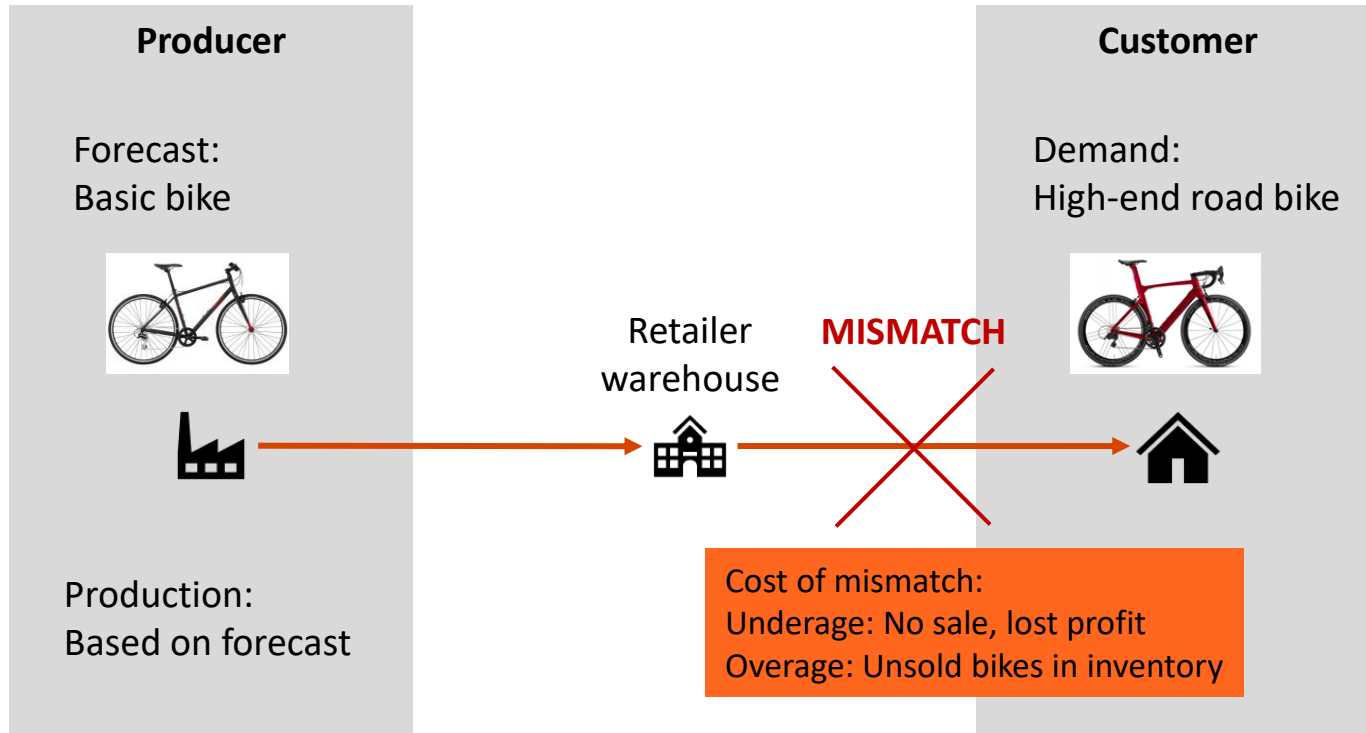 Producer
Forecast:
Basic bike
Production:
Based on forecast
Retailer
warehouse
MISMATCH
Customer
Demand:
High-end road bike
Cost of mismatch:
Underage: No sale, lost profit
Overage: Unsold bikes in inventory